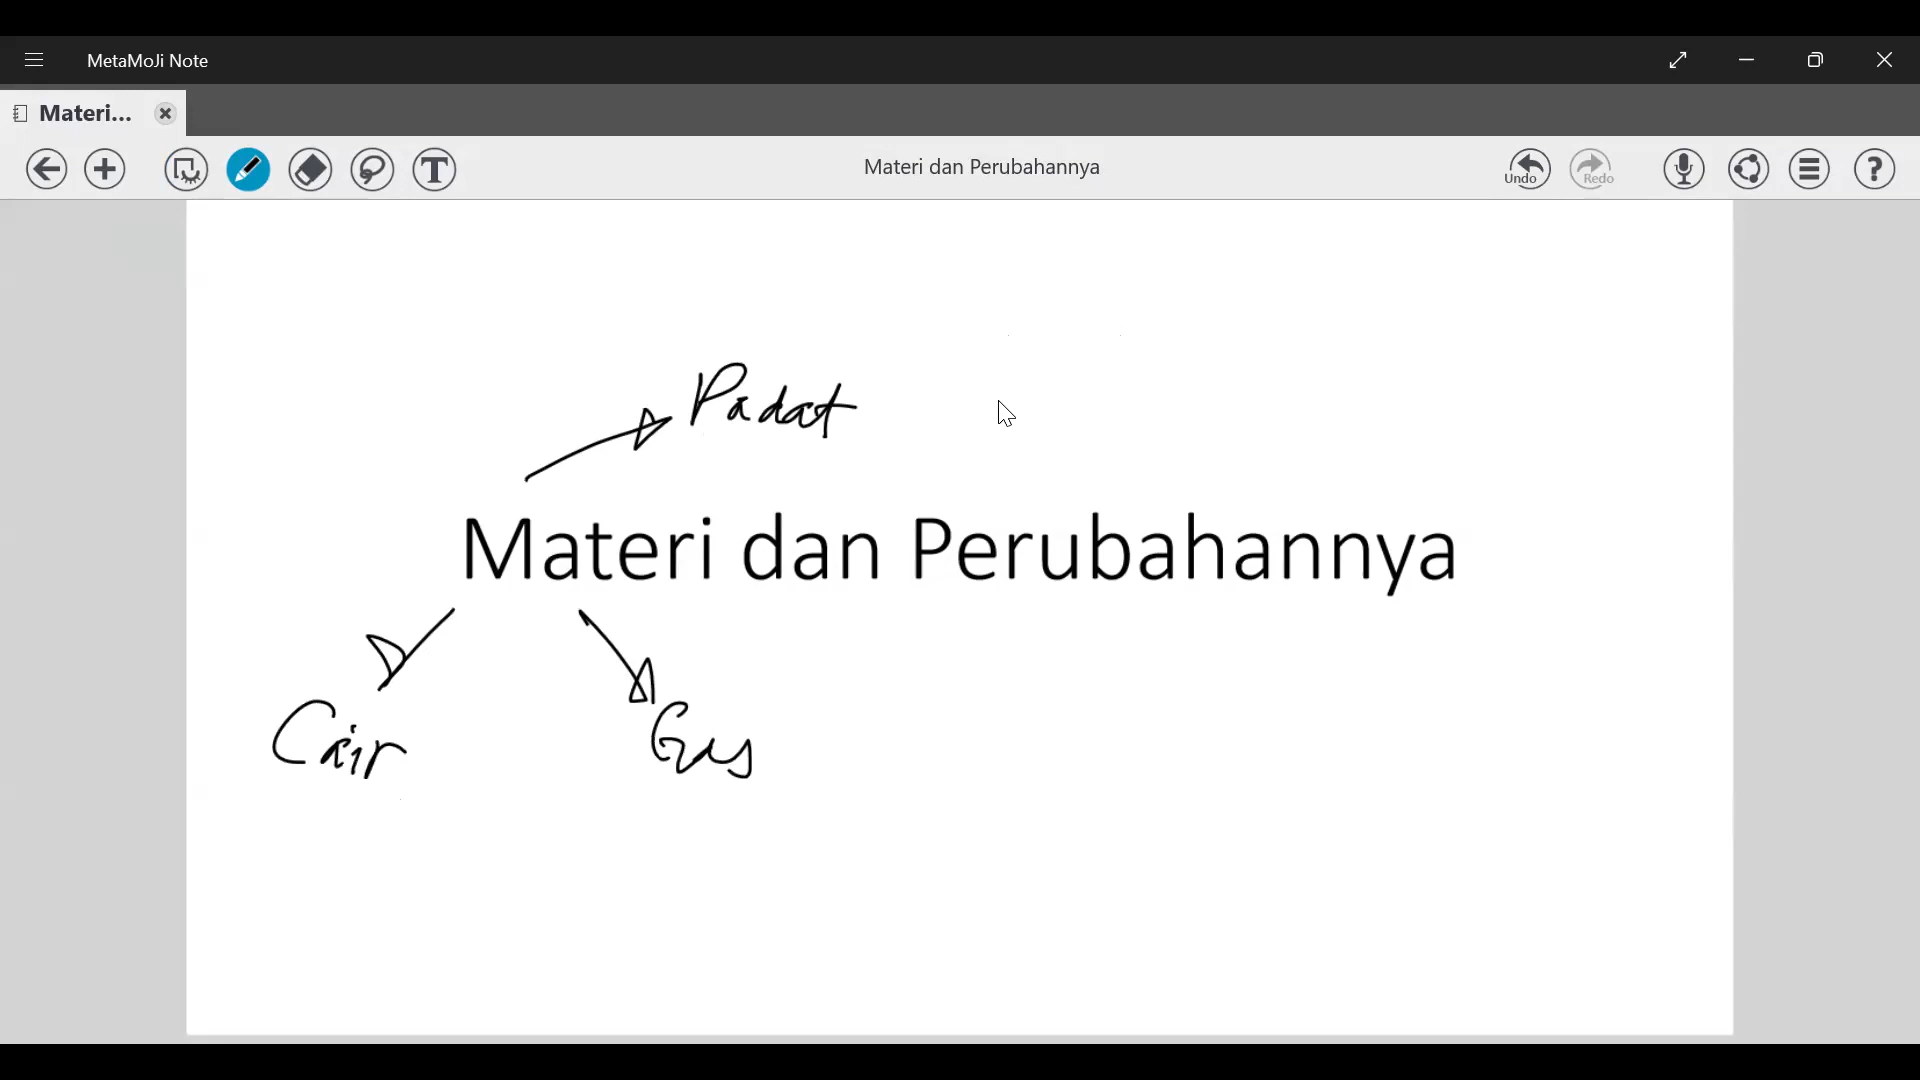 MetaMoJi Note
Materi...
Materi dan Perubahannya
Undo
Redo
Padat
Materi dan Perubahannya
Cair
Gas